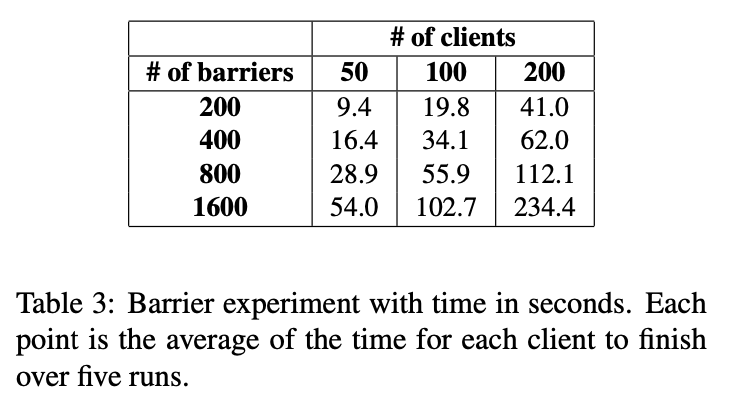 # of clients
# of barriers 50 100 200
200 9.4 19.8 41.0
400 16.4 34.1 62.0
800 28.9 55.9 112.1
1600 54.0 102.7 234.4
Table 3: Barrier experiment with time in seconds. Each
point is the average of the time for each client to finish
over five runs.